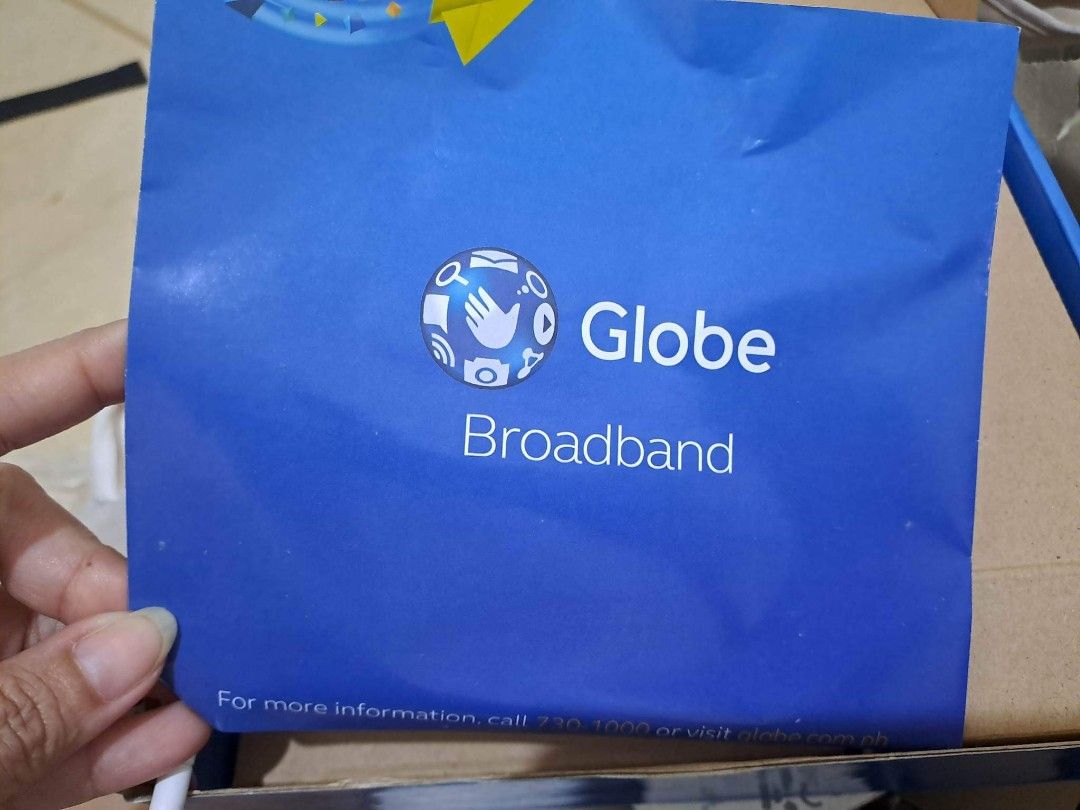 Globe
Broadband
For more information, call 730-1000 or visit globe.com.ph